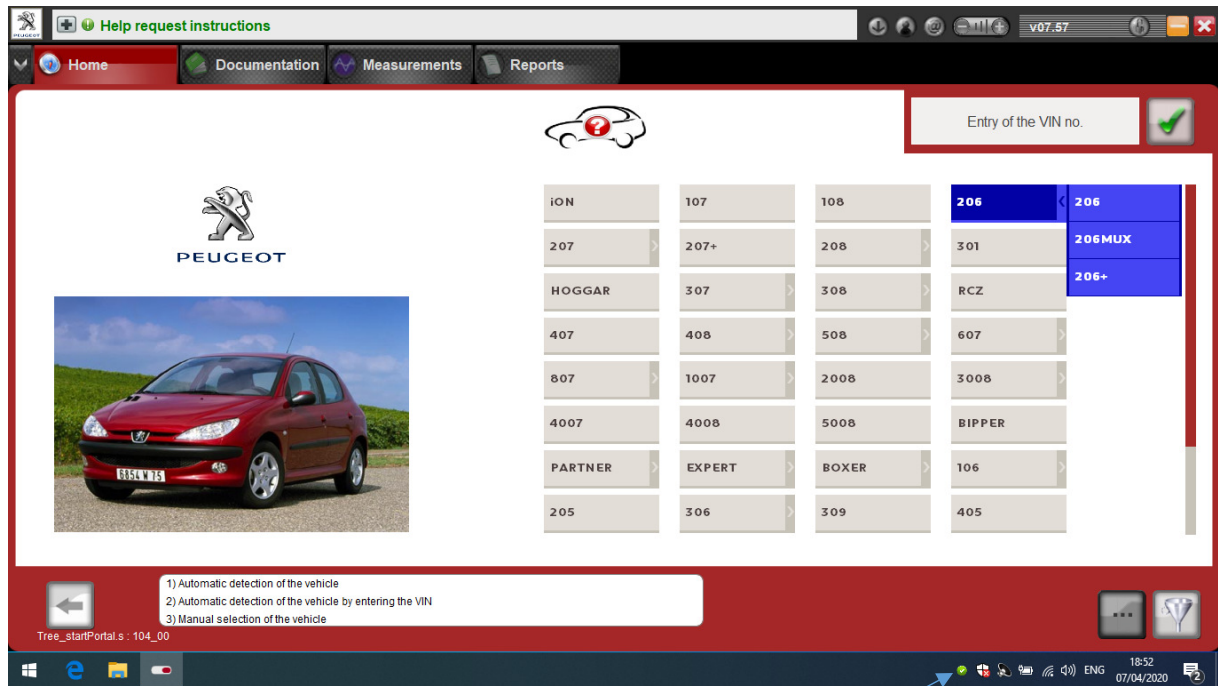 PEUGEOT
Help request instructions
v07.57
Home Documentation Measurements Reports
Entry of the VIN no.
PEUGEOT
6854 W 75
iON 107 108 206 206
206MUX
206+
207 207+ 208 301
HOGGAR 307 308 RCZ
407 408 508 607
807 1007 2008 3008
4007 4008 5008 BIPPER
PARTNER EXPERT BOXER 106
205 306 309 405
1) Automatic detection of the vehicle
2) Automatic detection of the vehicle by entering the VIN
3) Manual selection of the vehicle
...
Tree_startPortal.s : 104_00
ENG
18:52
07/04/2020
2